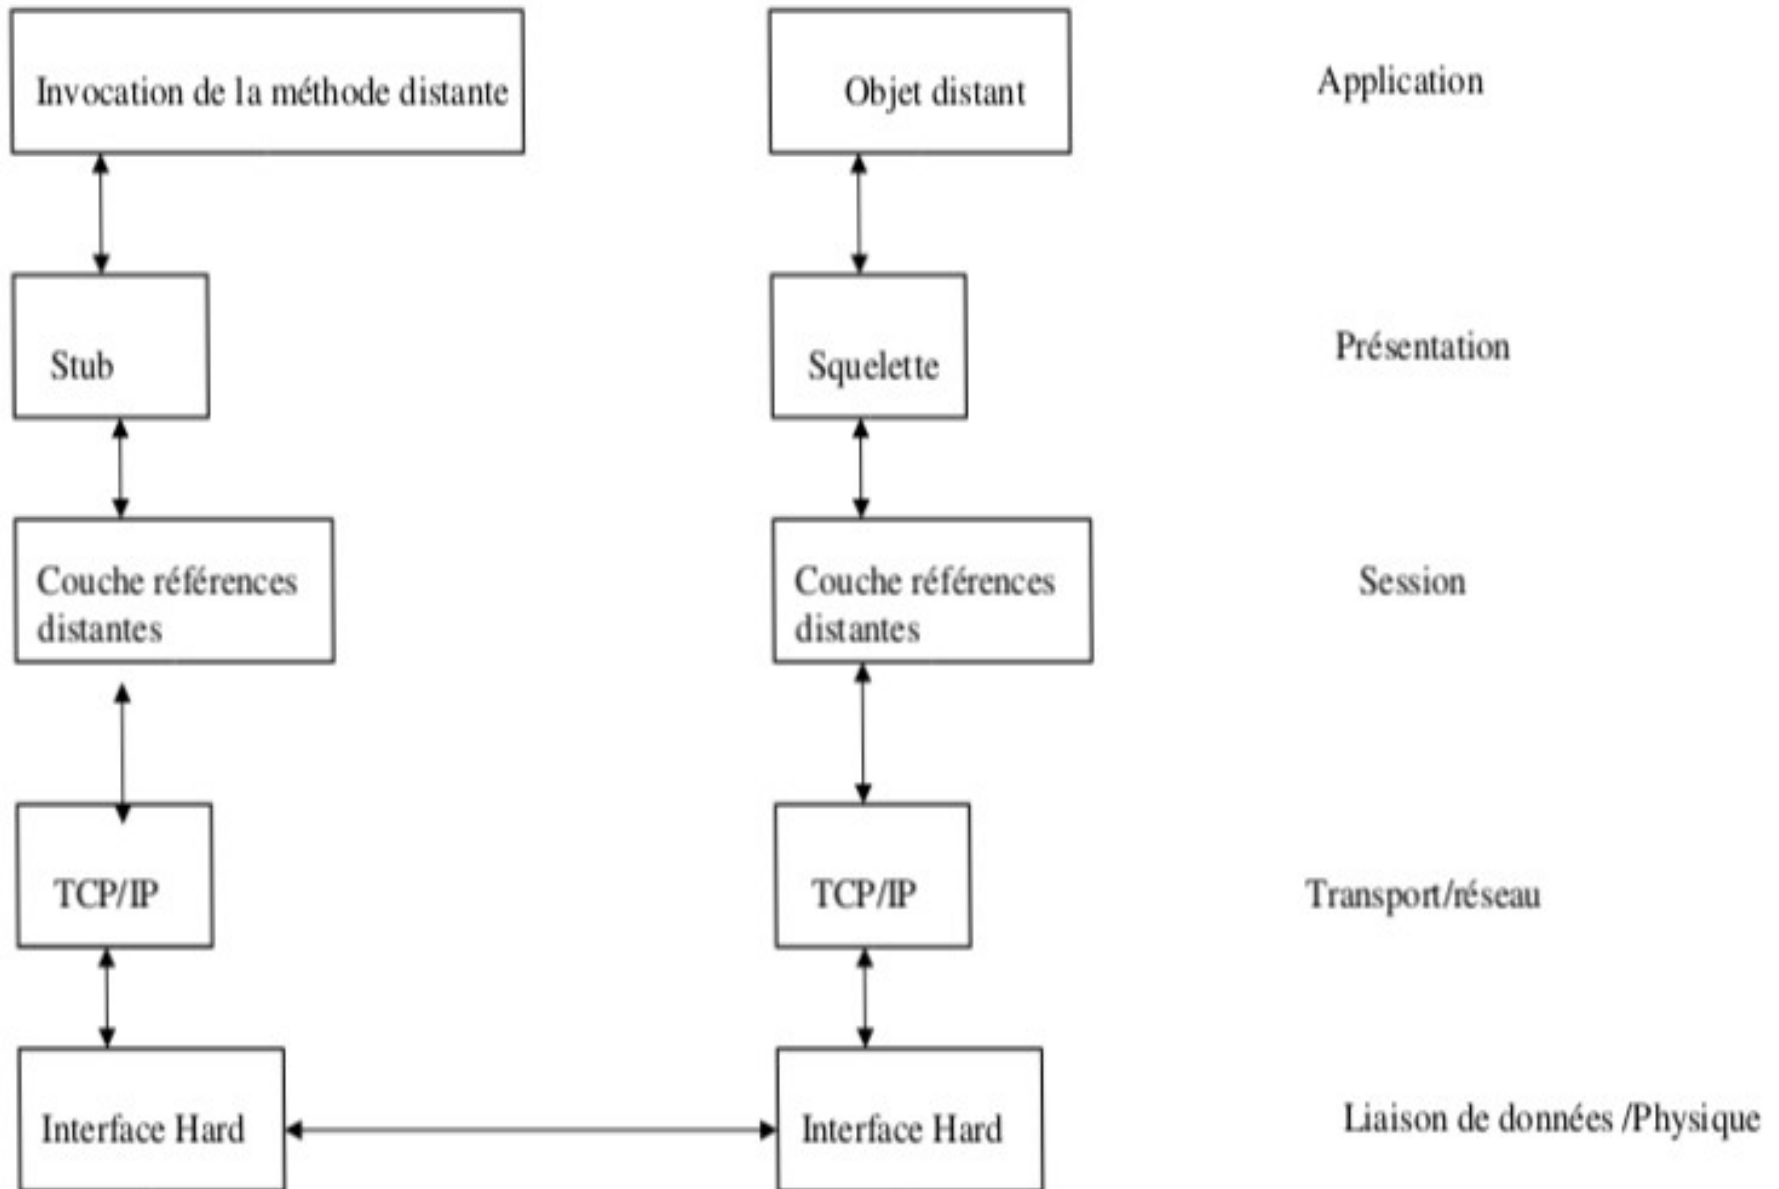 Invocation de la méthode distante
Objet distant
Application
Stub
Squelette
Présentation
Couche références
distantes
Couche références
distantes
Session
TCP/IP
TCP/IP
Transport/réseau
Interface Hard
Interface Hard
Liaison de données /Physique